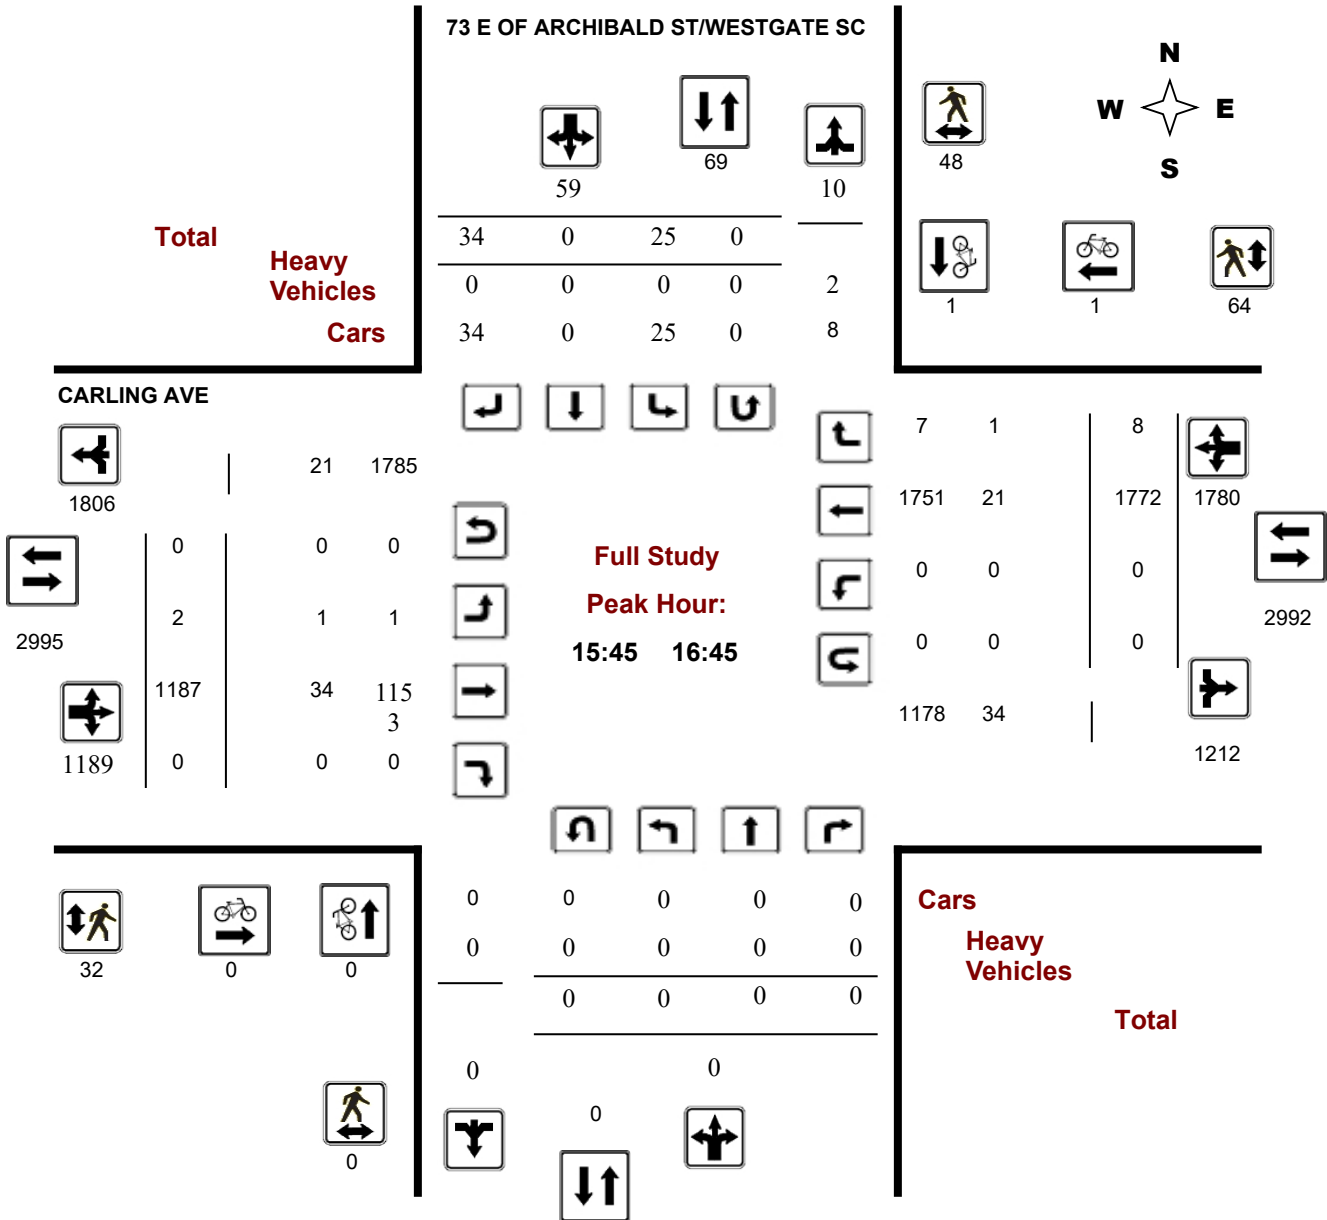 73 E OF ARCHIBALD ST/WESTGATE SC
N
W E
S
69
48
59
10
Total
34 0 25 0
Heavy
Vehicles
0 0 0 0 2
1 1 64
Cars
34 0 25 0 8
CARLING AVE
7 1 8
21 1785
1806
1751 21 1772 1780
0 0 0
Full Study
0 0 0
Peak Hour:
2 1 1
2992
2995
15:45 16:45
0 0 0
1187 34 115
3
1178 34
1189 0 0 0
1212
0 0 0 0 0
Cars
0 0 0 0 0
Heavy
Vehicles
32 0 0
0 0 0 0
Total
0 0
0
0